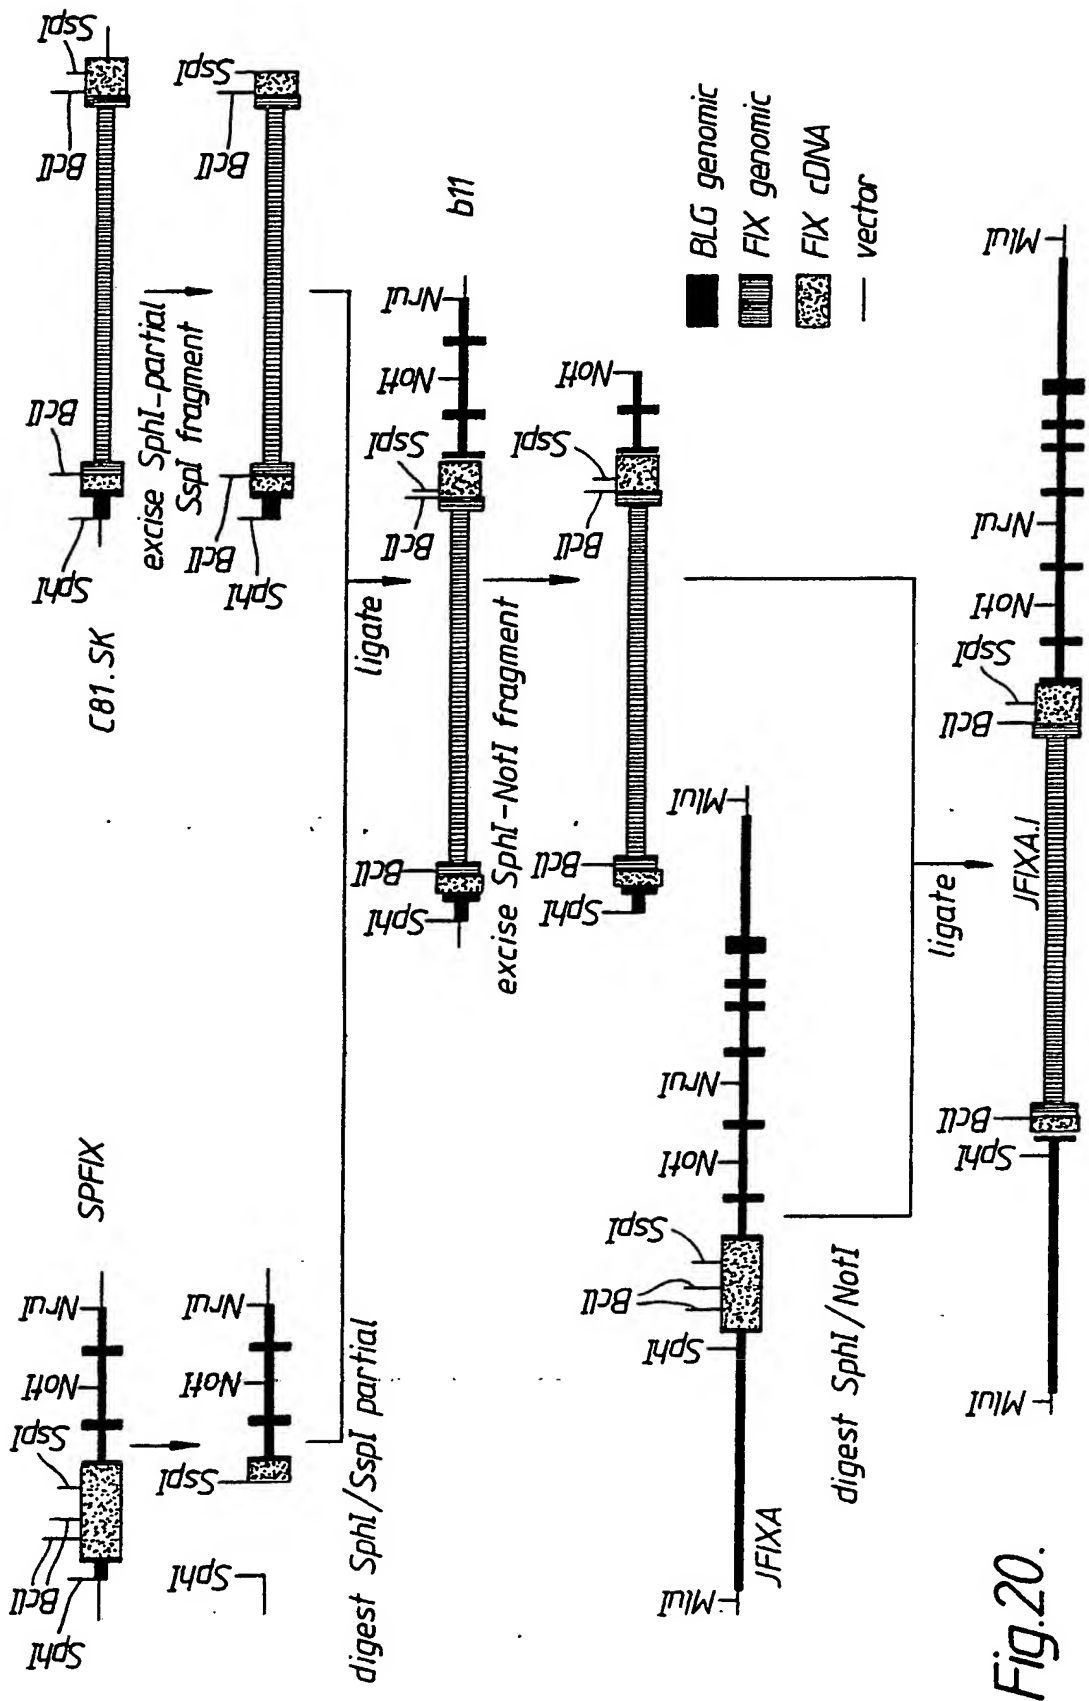 SphI
BclI
SspI
NotI
NruI
SPFIX
C81.SK
SphI
BclI
BclI
SspI
SphI
SspI
NotI
NruI
excise SphI-partial
SspI fragment
SphI
BclI
BclI
SspI
digest SphI/SspI partial
ligate
SphI
BclI
BclI
SspI
NotI
NruI
b11
excise SphI-NotI fragment
SphI
BclI
BclI
SspI
NotI
BLG genomic
FIX genomic
FIX cDNA
vector
MluI
SphI
BclI
SspI
NotI
NruI
MluI
JFIXA
digest SphI/NotI
ligate
JFIXA.1
MluI
SphI
BclI
BclI
SspI
NotI
NruI
MluI
Fig.20.